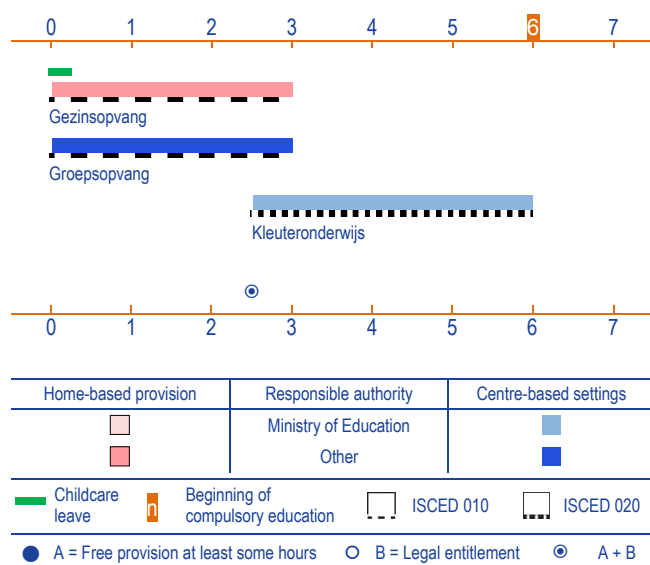 0 1 2 3 4 5 6 7
Gezinsopvang
Groepsopvang
Kleuteronderwijs
0 1 2 3 4 5 6 7
Home-based provision Responsible authority Centre-based settings
Ministry of Education
Other
Childcare leave
n Beginning of compulsory education
ISCED 010
ISCED 020
A = Free provision at least some hours B = Legal entitlement A + B